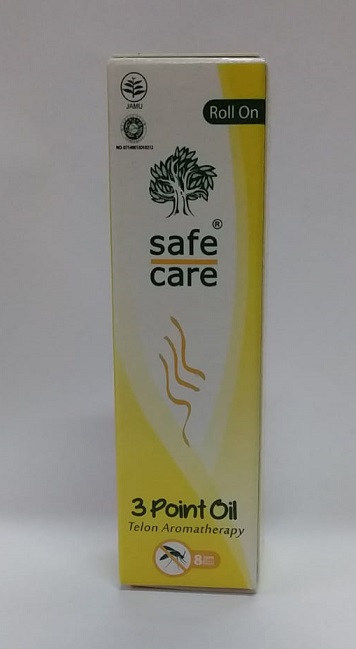 JAMU
Roll On
safe®
care
3 Point Oil
Telon Aromatherapy
8